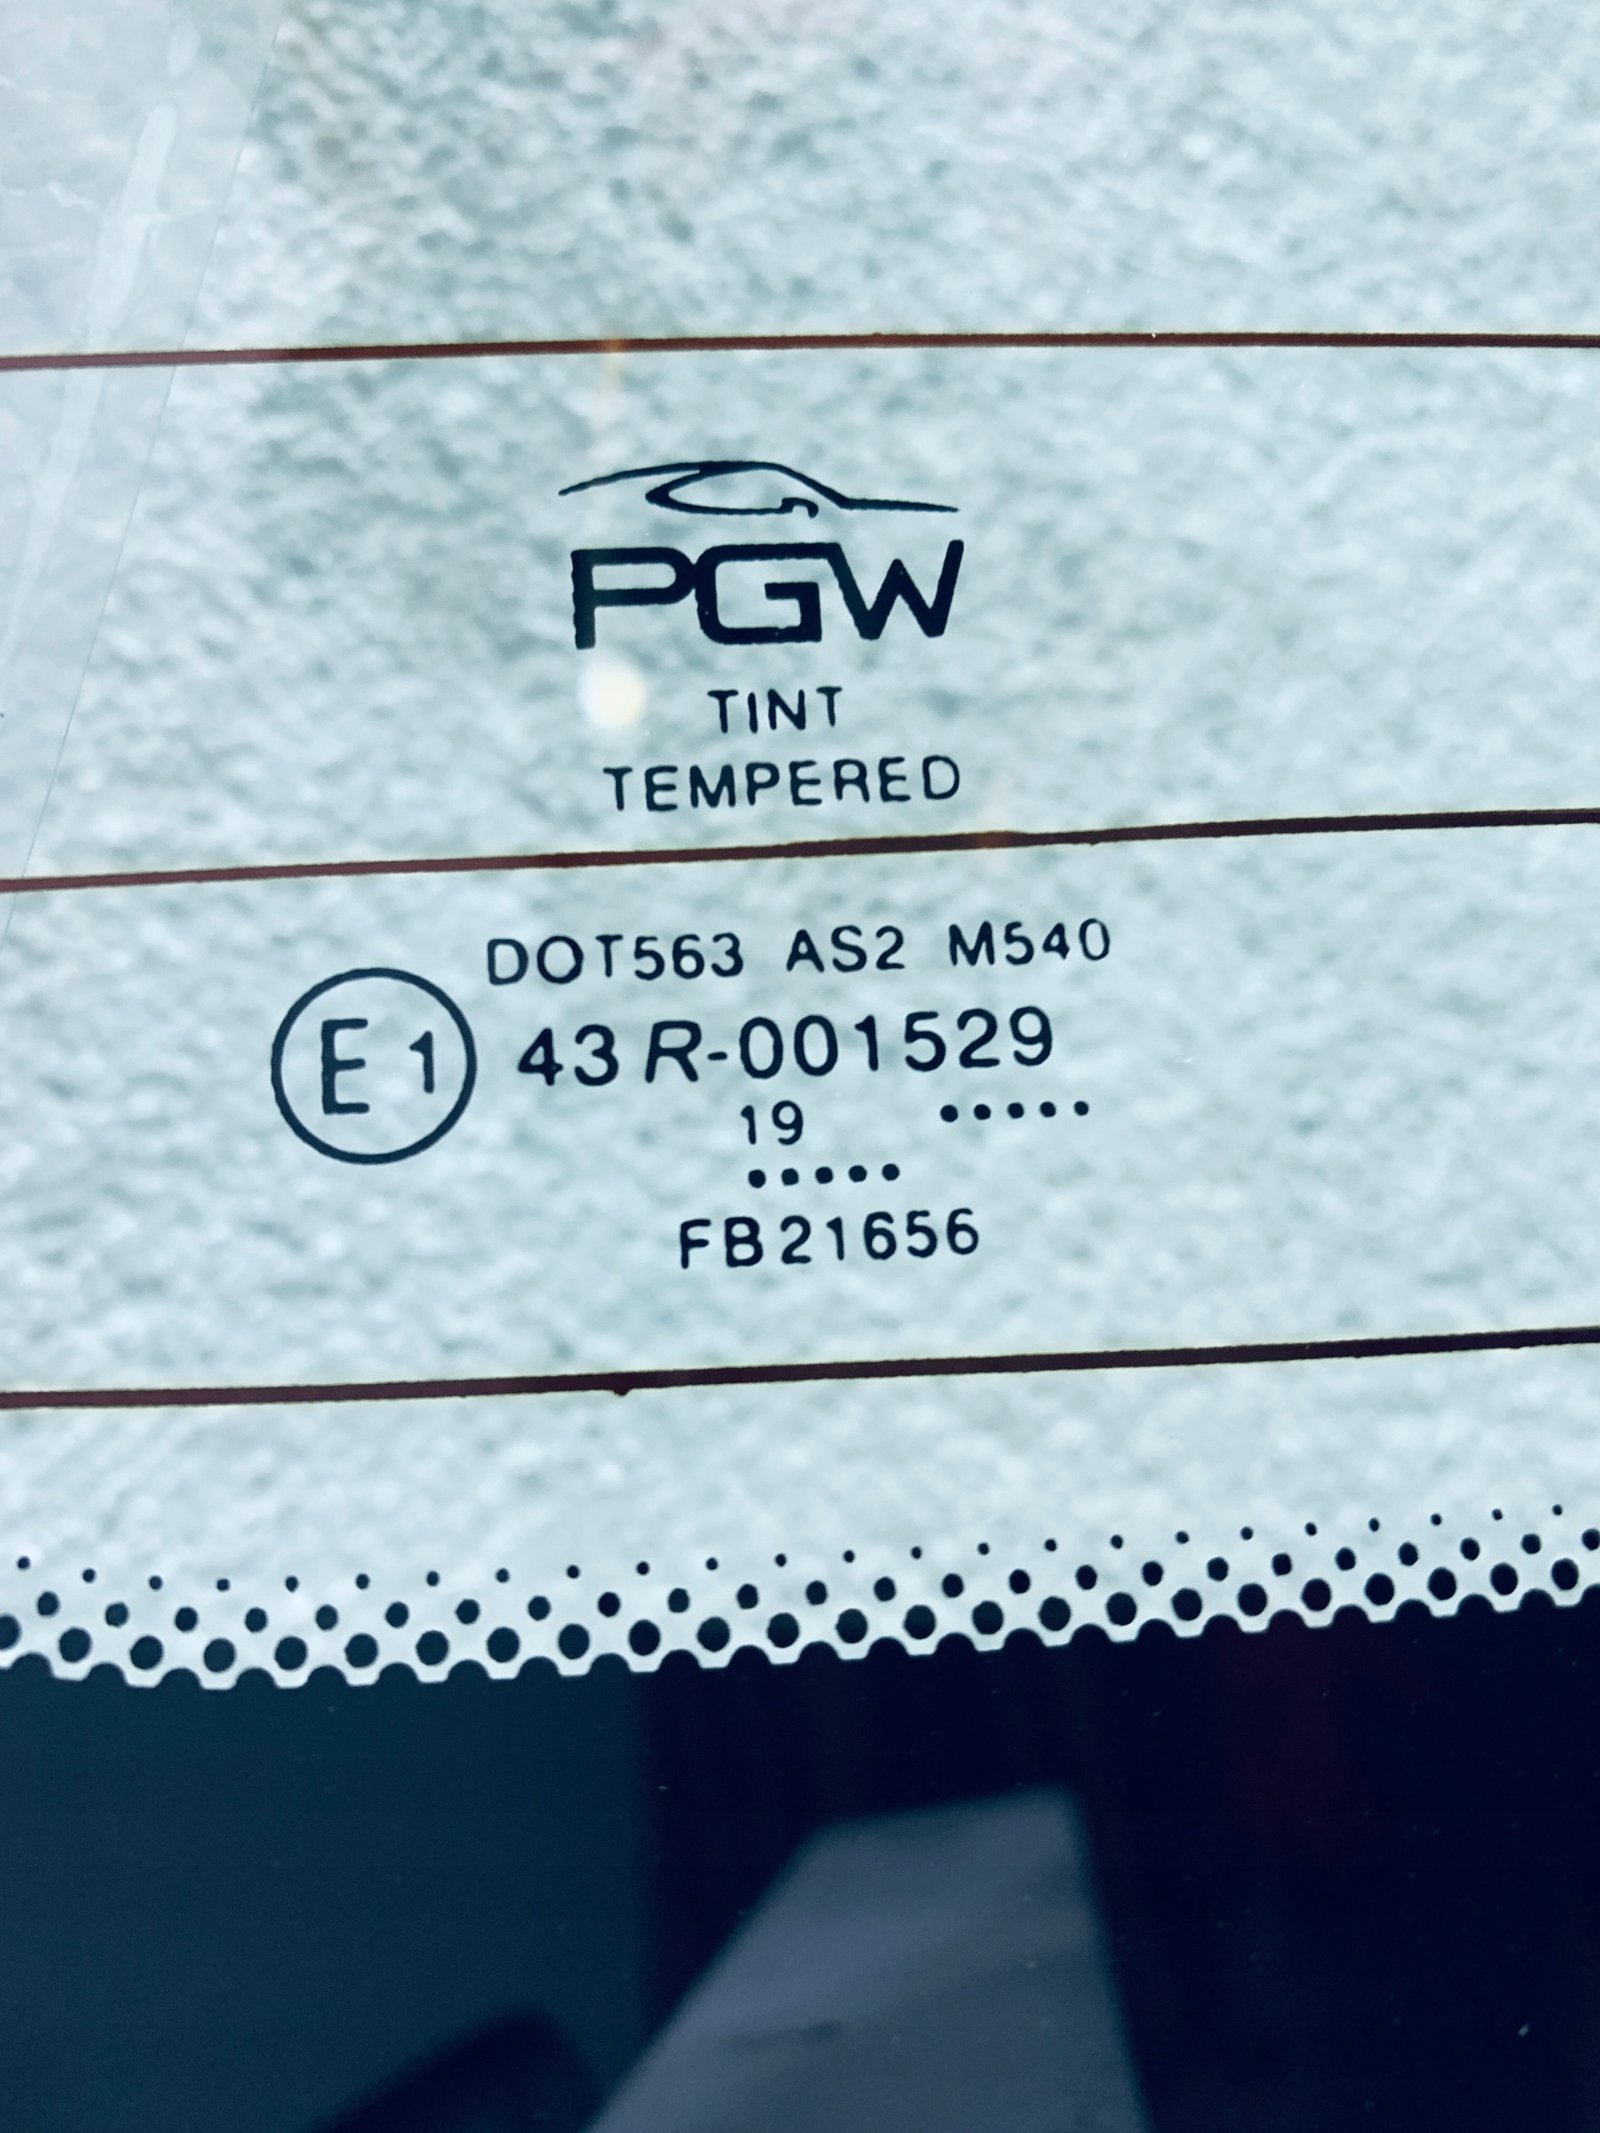 PGW
TINT
TEMPERED
DOT563 AS2 M540
E1 43R-001529
19 •••••
•••••
FB21656